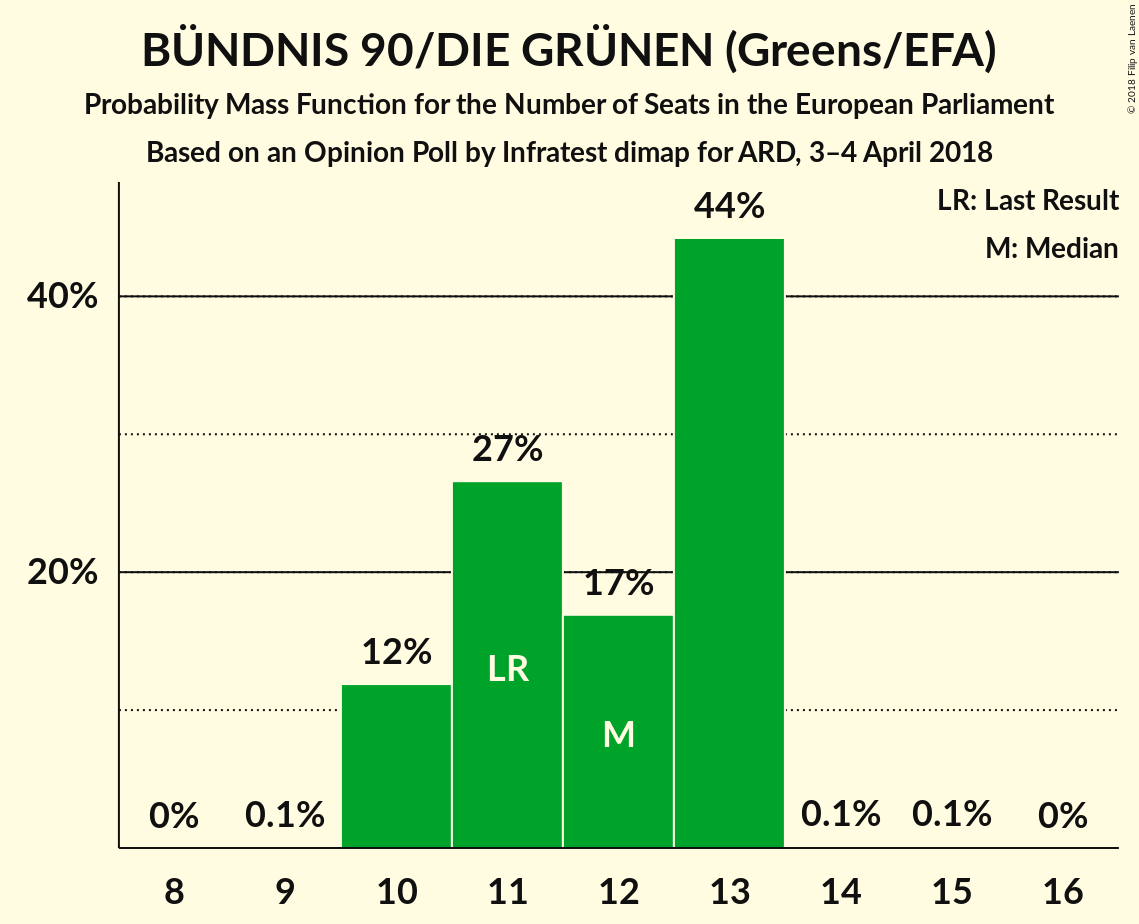 BÜNDNIS 90/DIE GRÜNEN (Greens/EFA)
Probability Mass Function for the Number of Seats in the European Parliament
Based on an Opinion Poll by Infratest dimap for ARD, 3–4 April 2018
© 2018 Filip van Laenen
LR: Last Result
M: Median
44%
40%
27%
20%
17%
12%
LR
M
0%
0.1%
0.1%
0.1%
0%
8 9 10 11 12 13 14 15 16